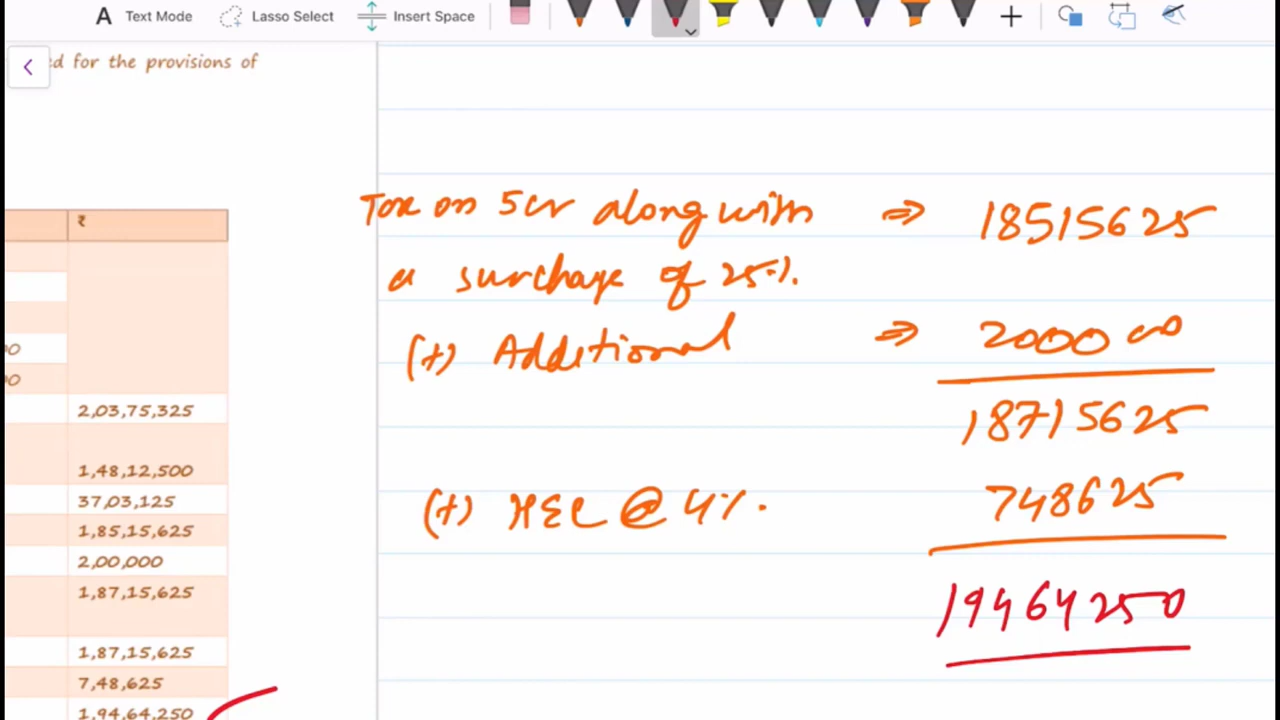 Text Mode Lasso Select Insert Space
d for the provisions of
₹
00
00
2,03,75,325
1,48,12,500
37,03,125
1,85,15,625
2,00,000
1,87,15,625
1,87,15,625
7,48,625
1,94,64,250
Tax on 5cr along with ⇒ 18515625
a surchage of 25%.
(+) Additional ⇒ 200000
18715625
(+) HEC @ 4%. 748625
19464250